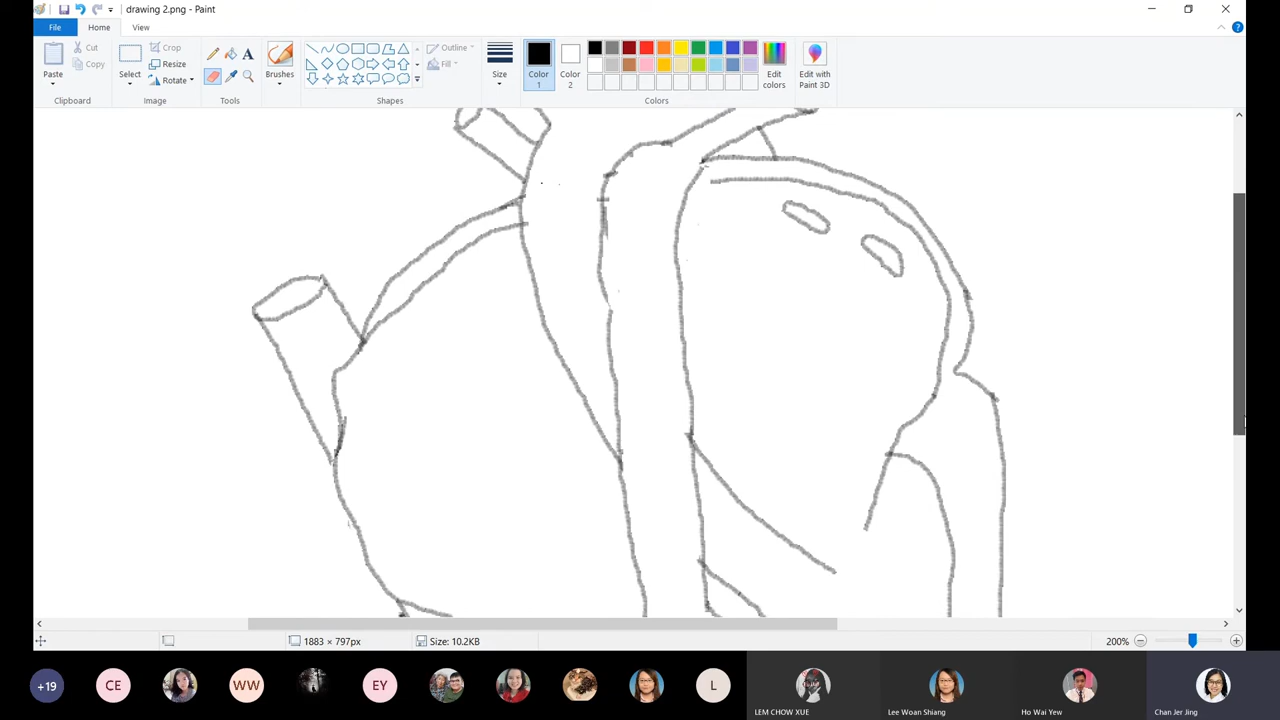 drawing 2.png - Paint
File
Home
View
Paste
Cut
Copy
Clipboard
Select
Crop
Resize
Rotate
Image
A
Tools
Brushes
Outline
Fill
Shapes
Size
Color
1
Color
2
Edit
colors
Colors
Edit with
Paint 3D
1883 × 797px
Size: 10.2KB
200%
+19
CE
WW
EY
L
LEM CHOW XUE
Lee Woan Shiang
Ho Wai Yew
Chan Jer Jing